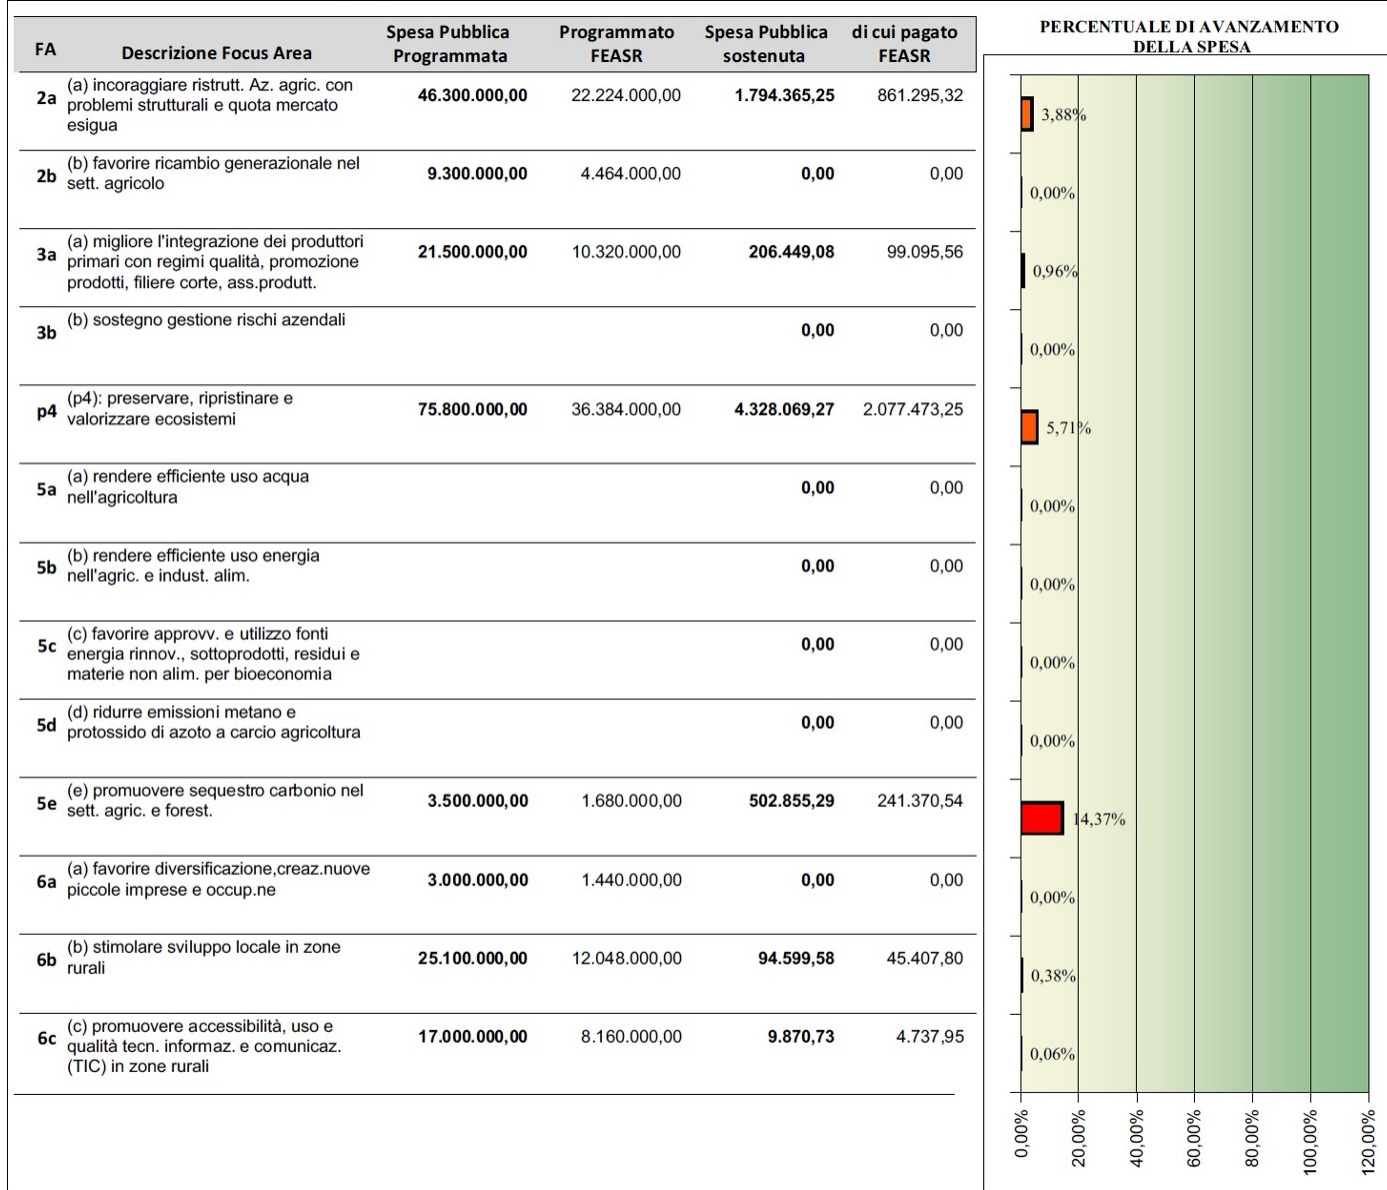 FA Descrizione Focus Area Spesa Pubblica Programmata Programmato FEASR Spesa Pubblica sostenuta di cui pagato FEASR
2a (a) incoraggiare ristrutt. Az. agric. con
problemi strutturali e quota mercato
esigua
46.300.000,00 22.224.000,00 1.794.365,25 861.295,32
2b (b) favorire ricambio generazionale nel
sett. agricolo
9.300.000,00 4.464.000,00 0,00 0,00
3a (a) migliore l'integrazione dei produttori
primari con regimi qualità, promozione
prodotti, filiere corte, ass.produtt.
21.500.000,00 10.320.000,00 206.449,08 99.095,56
3b (b) sostegno gestione rischi azendali
0,00 0,00
p4 (p4): preservare, ripristinare e
valorizzare ecosistemi
75.800.000,00 36.384.000,00 4.328.069,27 2.077.473,25
5a (a) rendere efficiente uso acqua
nell'agricoltura
0,00 0,00
5b (b) rendere efficiente uso energia
nell'agric. e indust. alim.
0,00 0,00
5c (c) favorire approvv. e utilizzo fonti
energia rinnov., sottoprodotti, residui e
materie non alim. per bioeconomia
0,00 0,00
5d (d) ridurre emissioni metano e
protossido di azoto a carcio agricoltura
0,00 0,00
5e (e) promuovere sequestro carbonio nel
sett. agric. e forest.
3.500.000,00 1.680.000,00 502.855,29 241.370,54
6a (a) favorire diversificazione,creaz.nuove
piccole imprese e occup.ne
3.000.000,00 1.440.000,00 0,00 0,00
6b (b) stimolare sviluppo locale in zone
rurali
25.100.000,00 12.048.000,00 94.599,58 45.407,80
6c (c) promuovere accessibilità, uso e
qualità tecn. informaz. e comunicaz.
(TIC) in zone rurali
17.000.000,00 8.160.000,00 9.870,73 4.737,95
PERCENTUALE DI AVANZAMENTO
DELLA SPESA
3,88%
0,00%
0,96%
0,00%
5,71%
0,00%
0,00%
0,00%
0,00%
14,37%
0,00%
0,38%
0,06%
0,00%
20,00%
40,00%
60,00%
80,00%
100,00%
120,00%